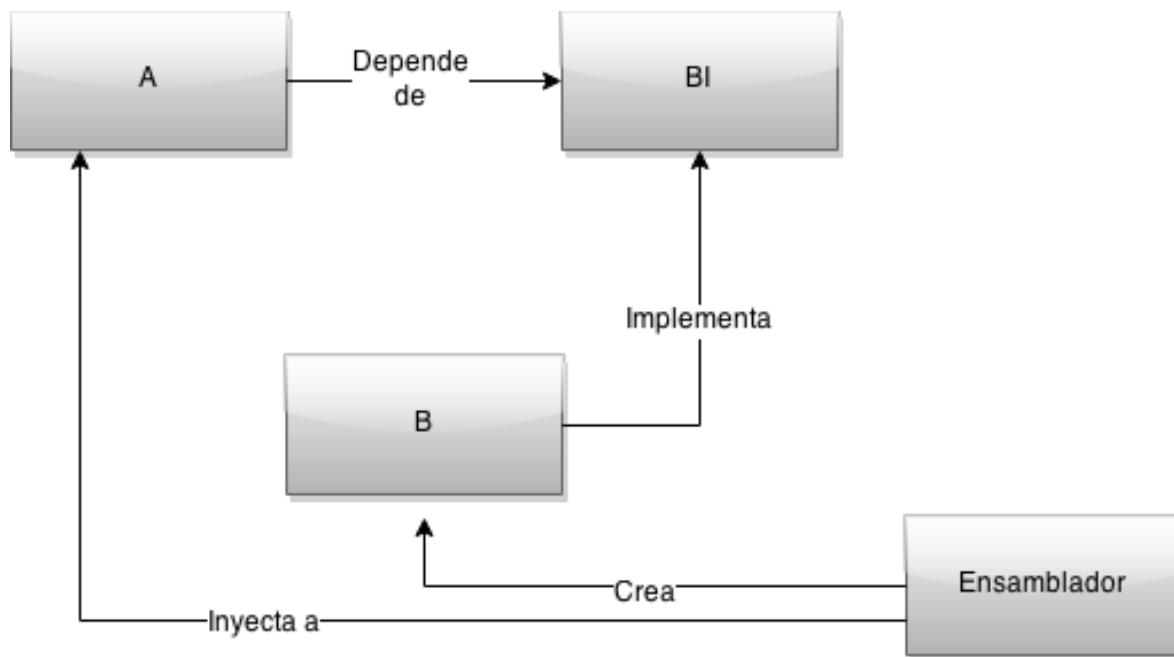 A
Depende
de
BI
Implementa
B
Crea
Ensamblador
Inyecta a